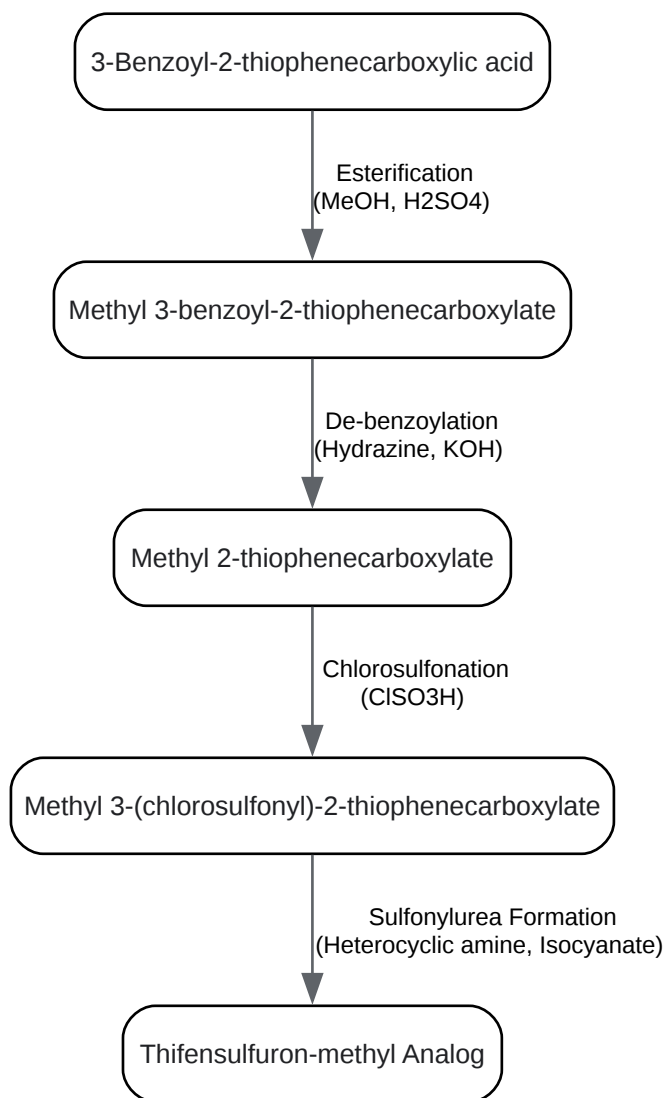 3-Benzoyl-2-thiophenecarboxylic acid
Esterification
(MeOH, H2SO4)
Methyl 3-benzoyl-2-thiophenecarboxylate
De-benzoylation
(Hydrazine, KOH)
Methyl 2-thiophenecarboxylate
Chlorosulfonation
(ClSO3H)
Methyl 3-(chlorosulfonyl)-2-thiophenecarboxylate
Sulfonylurea Formation
(Heterocyclic amine, Isocyanate)
Thifensulfuron-methyl Analog